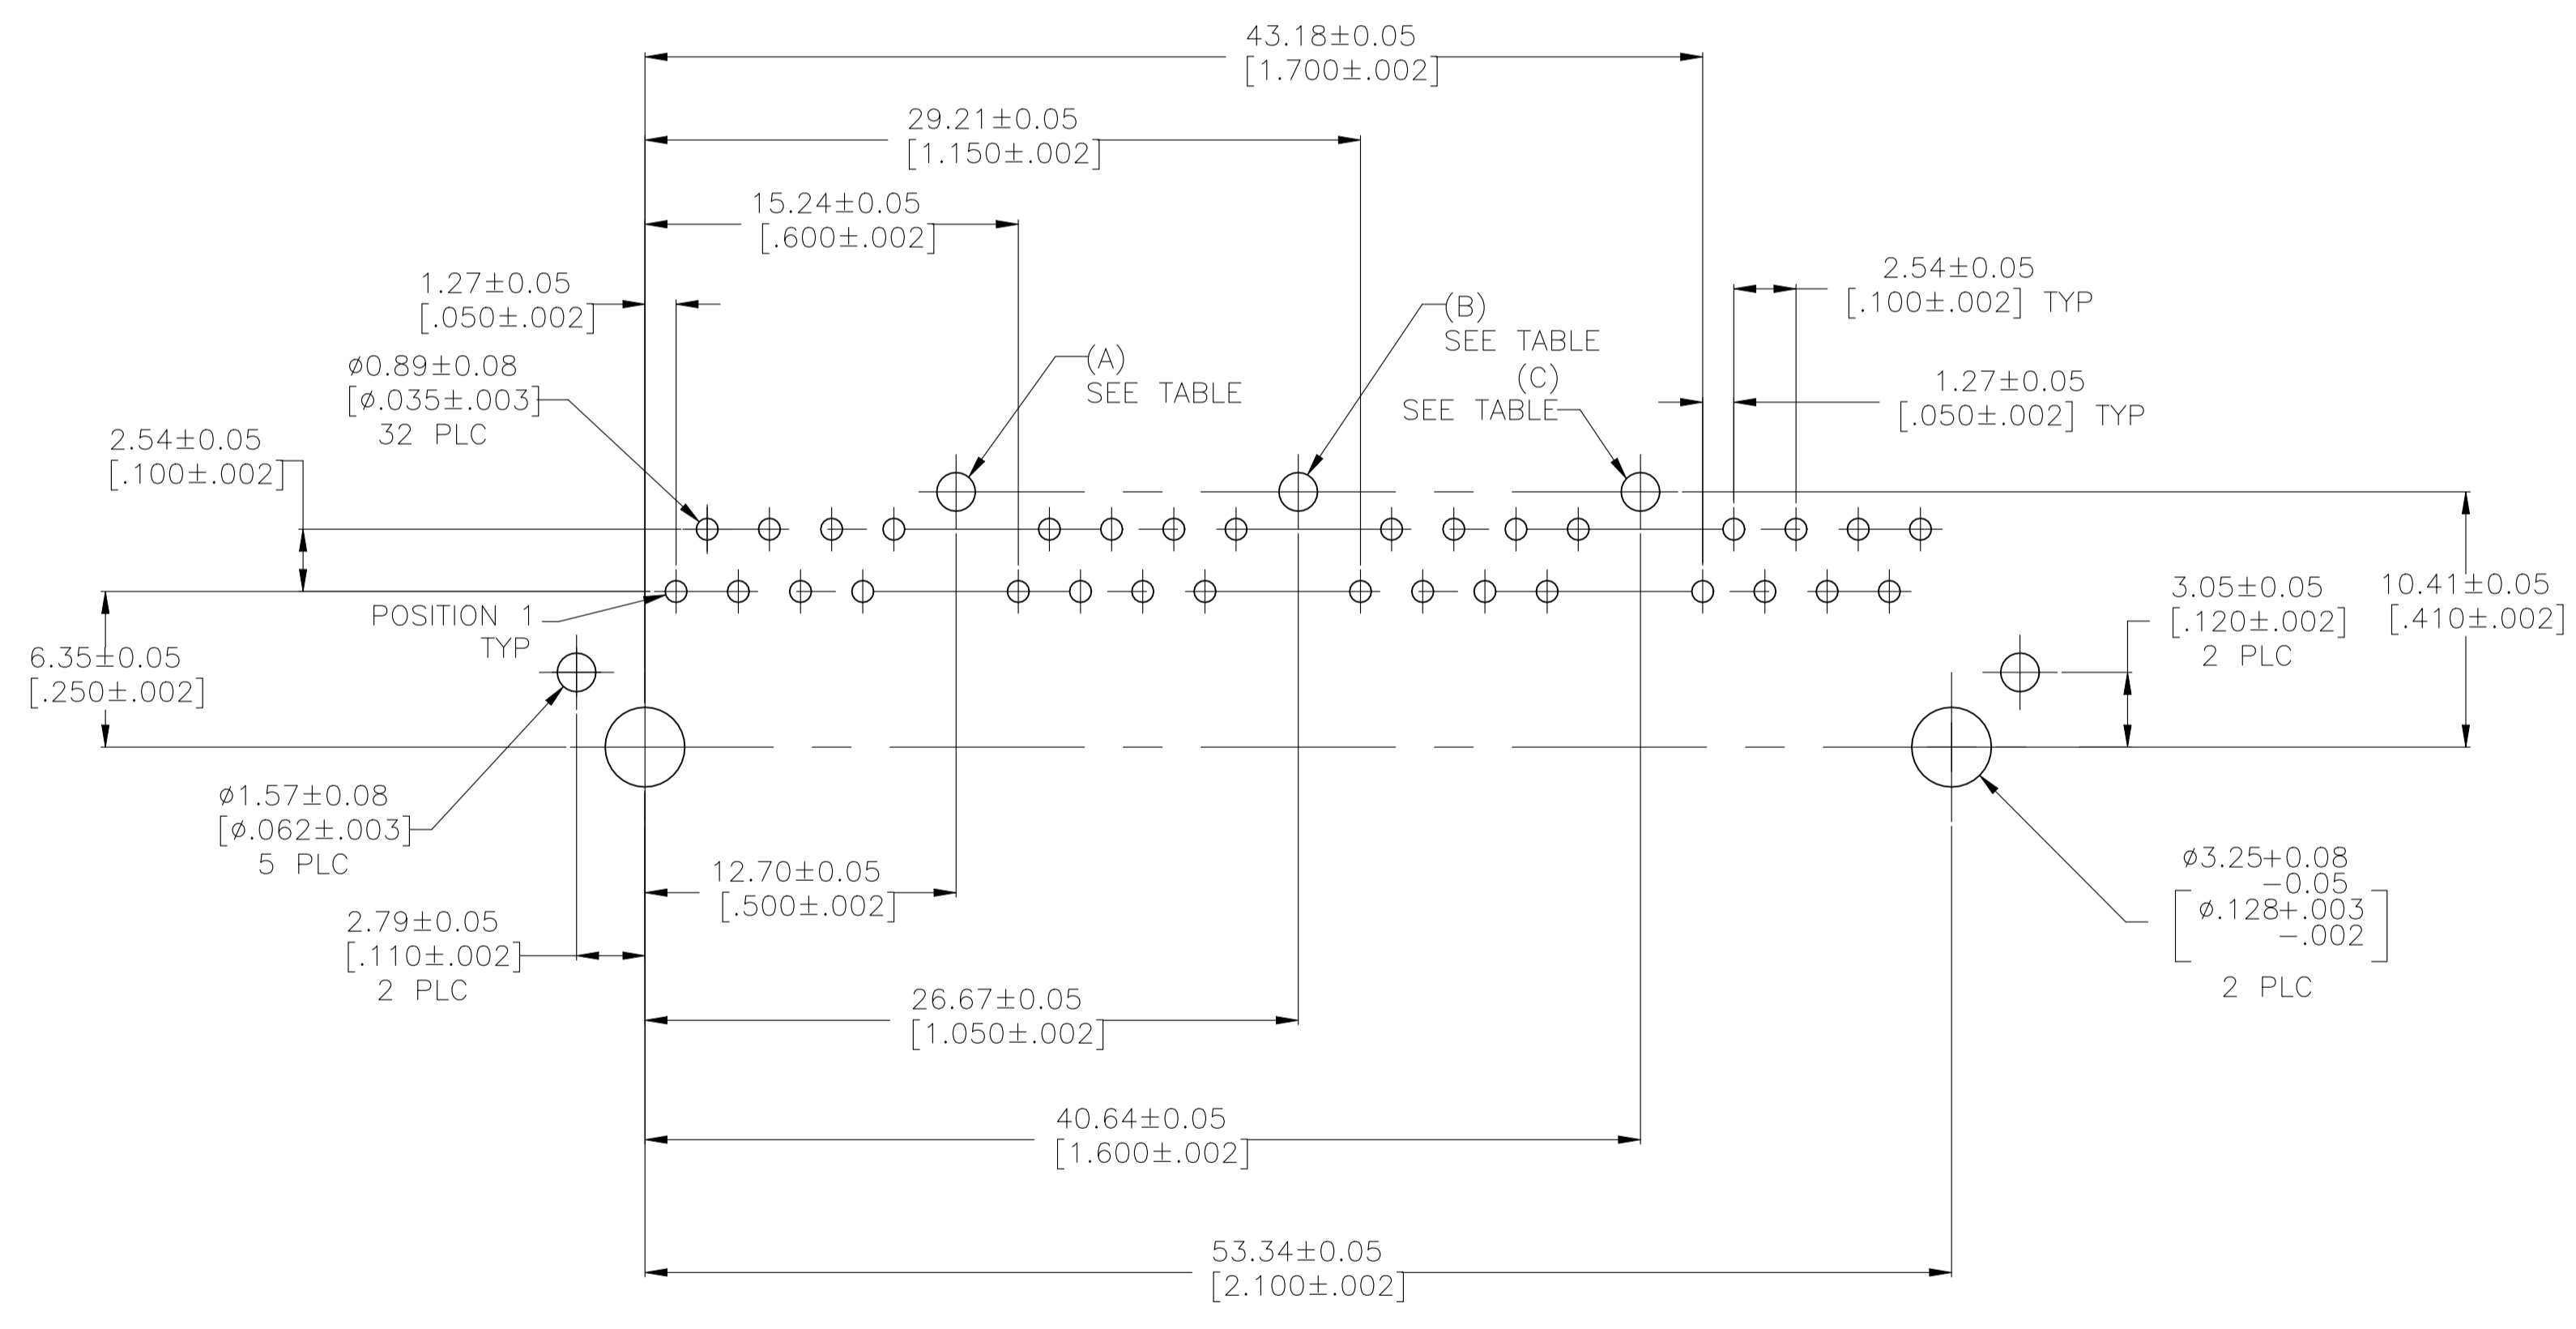 43.18±0.05
[1.700±.002]
29.21±0.05
[1.150±.002]
15.24±0.05
[.600±.002]
1.27±0.05
[.050±.002]
2.54±0.05
[.100±.002] TYP
(B)
SEE TABLE
(A)
SEE TABLE
(C)
SEE TABLE
1.27±0.05
[.050±.002] TYP
⌀0.89±0.08
[⌀.035±.003]
32 PLC
2.54±0.05
[.100±.002]
POSITION 1
TYP
3.05±0.05
[.120±.002]
2 PLC
10.41±0.05
[.410±.002]
6.35±0.05
[.250±.002]
⌀1.57±0.08
[⌀.062±.003]
5 PLC
12.70±0.05
[.500±.002]
⌀3.25+0.08
-0.05
[⌀.128+.003
-.002]
2 PLC
2.79±0.05
[.110±.002]
2 PLC
26.67±0.05
[1.050±.002]
40.64±0.05
[1.600±.002]
53.34±0.05
[2.100±.002]